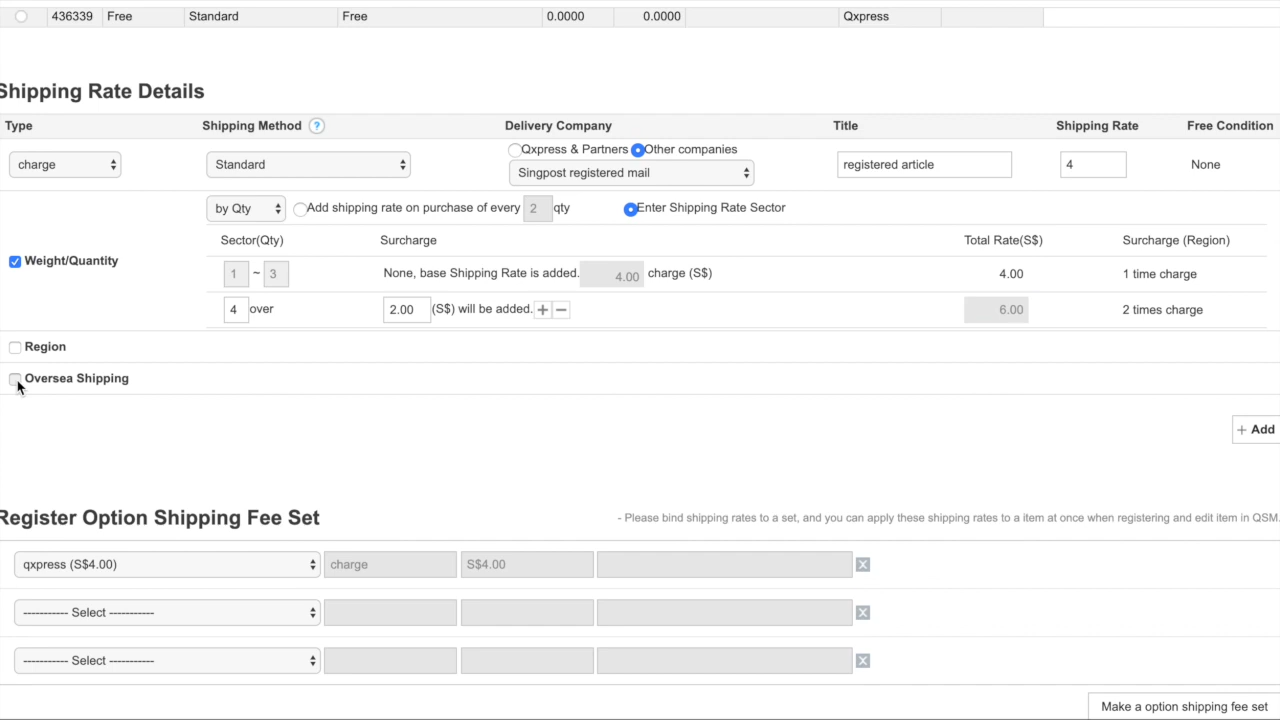 436339 Free Standard Free 0.0000 0.0000 Qxpress
Shipping Rate Details
Type Shipping Method ? Delivery Company Title Shipping Rate Free Condition
charge Standard Qxpress & Partners Other companies
Singpost registered mail registered article 4 None
by Qty Add shipping rate on purchase of every 2 qty Enter Shipping Rate Sector
Sector(Qty) Surcharge Total Rate(S$) Surcharge (Region)
Weight/Quantity
1 ~ 3 None, base Shipping Rate is added. 4.00 charge (S$) 4.00 1 time charge
4 over 2.00 (S$) will be added. + − 6.00 2 times charge
Region
Oversea Shipping
+ Add
Register Option Shipping Fee Set - Please bind shipping rates to a set, and you can apply these shipping rates to a item at once when registering and edit item in QSM.
qxpress (S$4.00) charge S$4.00 X
----------- Select ----------- X
----------- Select ----------- X
Make a option shipping fee set